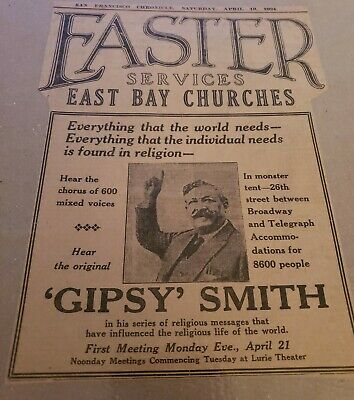 SAN FRANCISCO CHRONICLE, SATURDAY, APRIL 19, 1924
EASTER
SERVICES
EAST BAY CHURCHES
Everything that the world needs—
Everything that the individual needs
is found in religion—
Hear the
chorus of 600
mixed voices
Hear
the original
In monster
tent—26th
street between
Broadway
and Telegraph
Accommo-
dations for
8600 people
'GIPSY' SMITH
in his series of religious messages that
have influenced the religious life of the world.
First Meeting Monday Eve., April 21
Noonday Meetings Commencing Tuesday at Lurie Theater